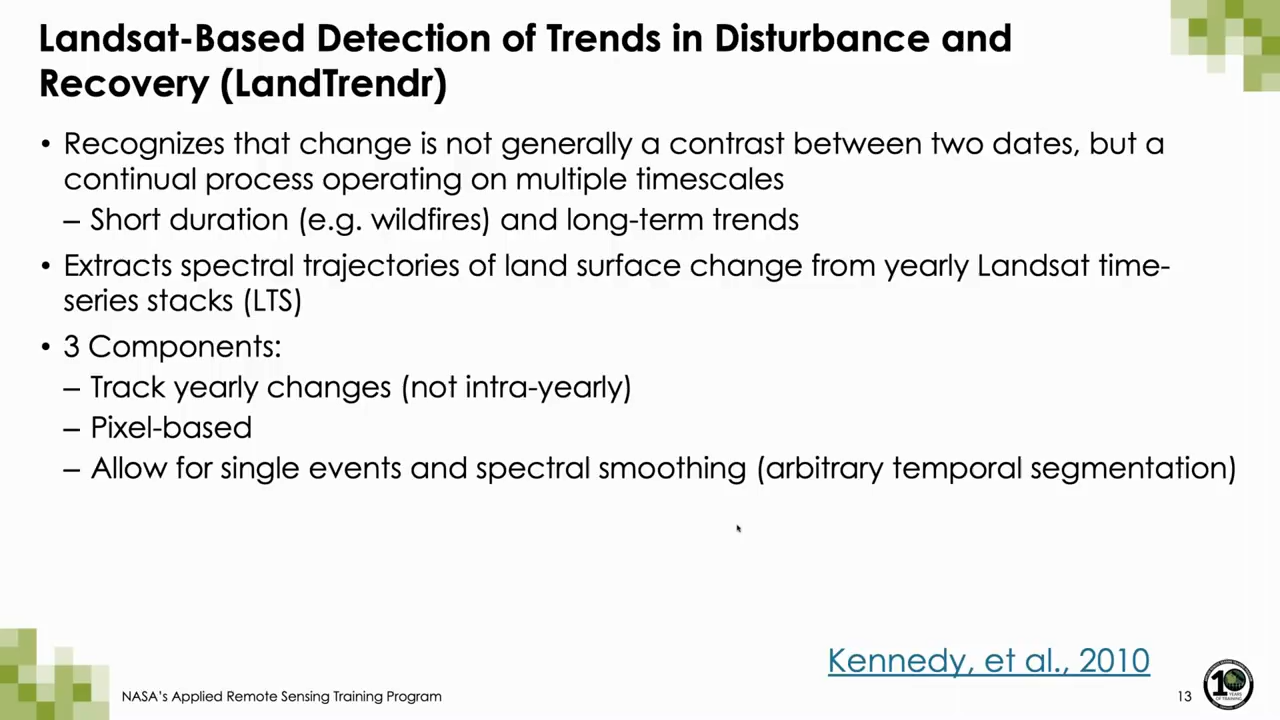 Landsat-Based Detection of Trends in Disturbance and
Recovery (LandTrendr)
• Recognizes that change is not generally a contrast between two dates, but a
continual process operating on multiple timescales
– Short duration (e.g. wildfires) and long-term trends
• Extracts spectral trajectories of land surface change from yearly Landsat time-
series stacks (LTS)
• 3 Components:
– Track yearly changes (not intra-yearly)
– Pixel-based
– Allow for single events and spectral smoothing (arbitrary temporal segmentation)
Kennedy, et al., 2010
NASA's Applied Remote Sensing Training Program
13
10
YEARS
OF TRAINING